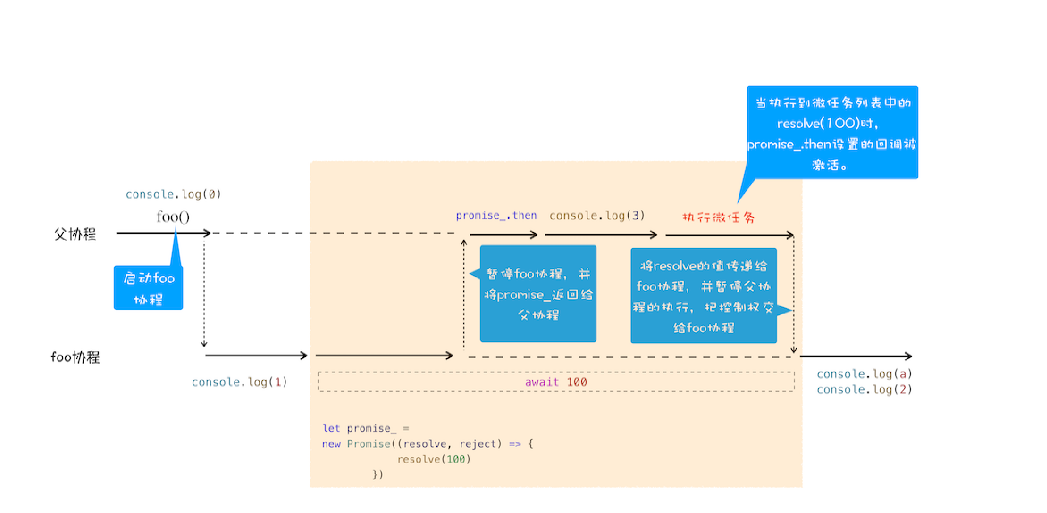 当执行到微任务列表中的
resolve(100)时,
promise_.then设置的回调被
激活。
console.log(0)
foo()
父协程
启动foo
协程
promise_.then
console.log(3)
执行微任务
暂停foo协程，并
将promise_返回给
父协程
将resolve的值传递给
foo协程，并暂停父协
程的执行，把控制权交
给foo协程
foo协程
console.log(1)
await 100
console.log(a)
console.log(2)
let promise_ =
new Promise((resolve, reject) => {
resolve(100)
})